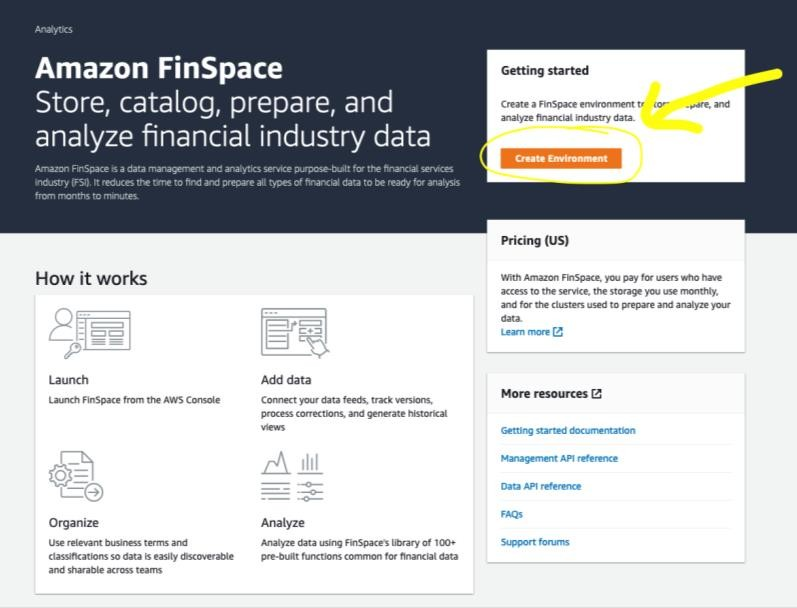 Analytics
Amazon FinSpace
Store, catalog, prepare, and
analyze financial industry data
Amazon FinSpace is a data management and analytics service purpose-built for the financial services
industry (FSI). It reduces the time to find and prepare all types of financial data to be ready for analysis
from months to minutes.
Getting started
Create a FinSpace environment to store, and
analyze financial industry data.
Create Environment
Pricing (US)
With Amazon FinSpace, you pay for users who have
access to the service, the storage you use monthly,
and for the clusters used to prepare and analyze your
data.
Learn more
More resources
Getting started documentation
Management API reference
Data API reference
FAQs
Support forums
How it works
Launch
Launch FinSpace from the AWS Console
Add data
Connect your data feeds, track versions,
process corrections, and generate historical
views
Organize
Use relevant business terms and
classifications so data is easily discoverable
and sharable across teams
Analyze
Analyze data using FinSpace's library of 100+
pre-built functions common for financial data